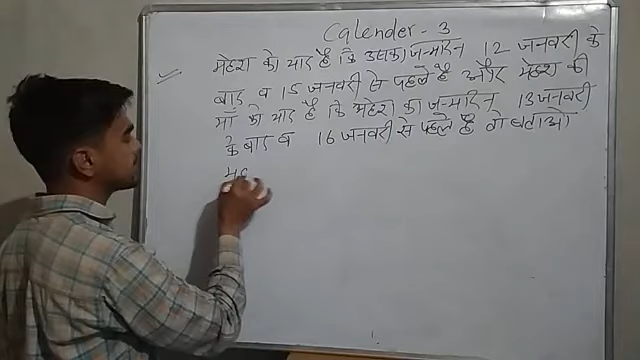 Calender - 3
मेहरा को याद है कि उसका जन्मदिन 12 जनवरी के
बाद व 15 जनवरी से पहले है और मेहरा की
माँ को याद है कि मेहरा का जन्मदिन 13 जनवरी
के बाद व 16 जनवरी से पहले है तो बताओ